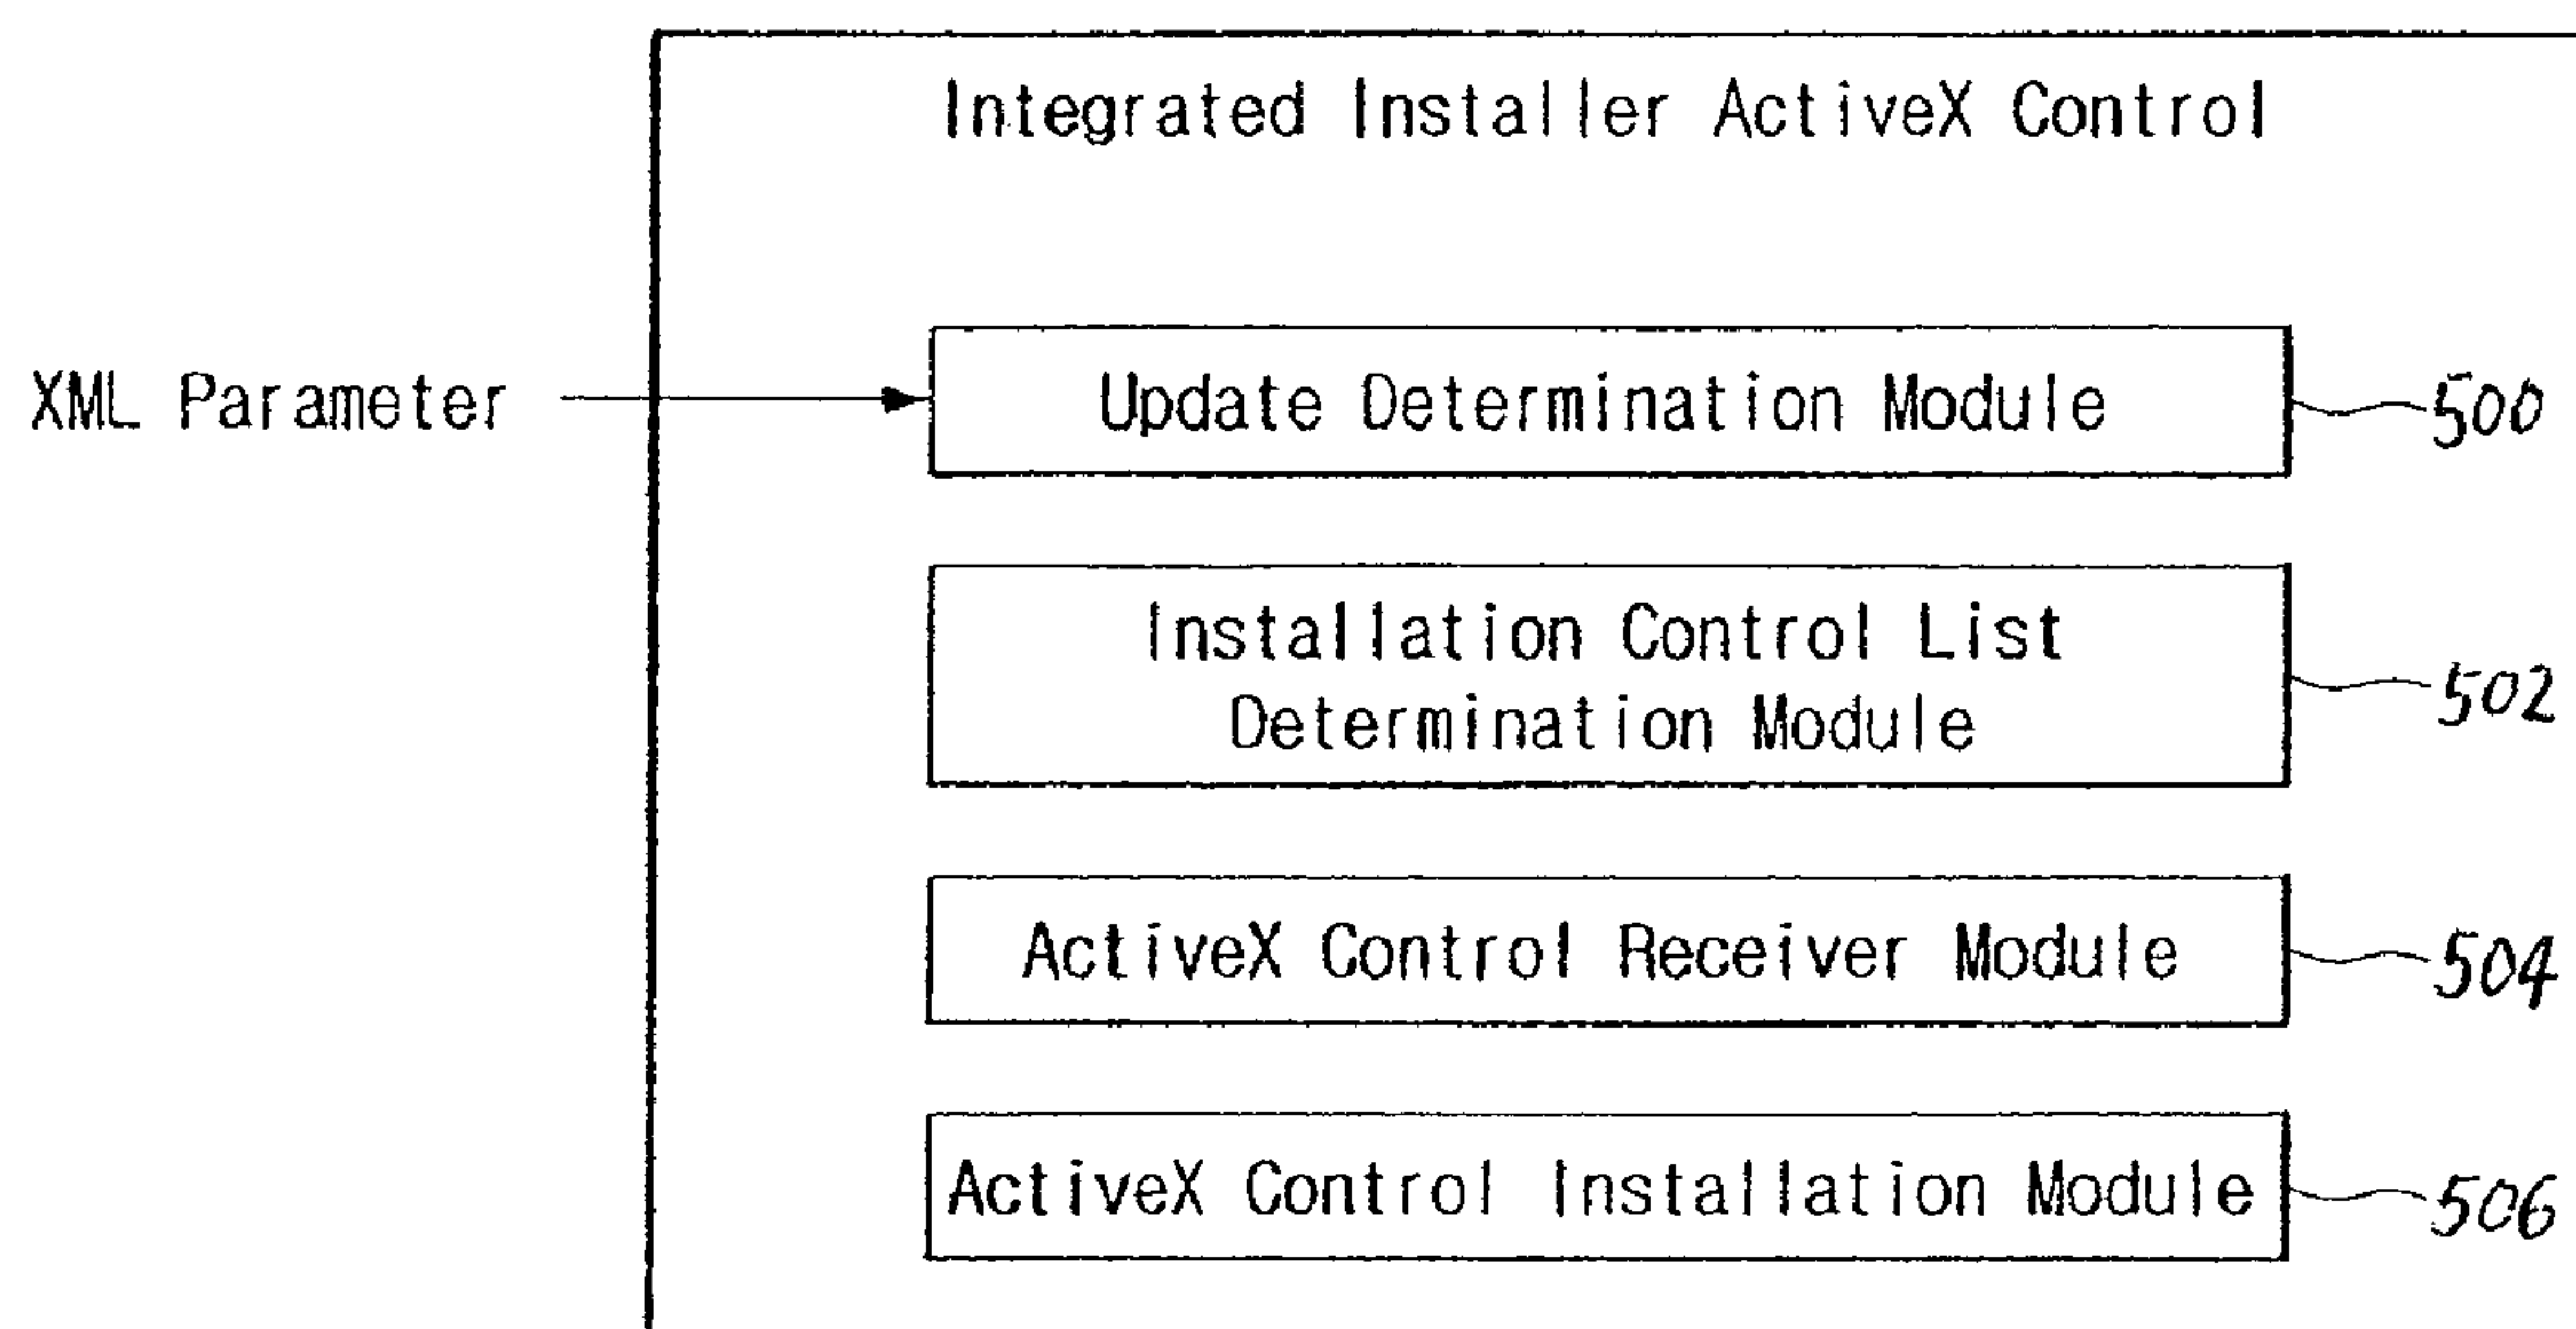 Integrated Installer ActiveX Control
XML Parameter
Update Determination Module
500
Installation Control List
Determination Module
502
ActiveX Control Receiver Module
504
ActiveX Control Installation Module
506